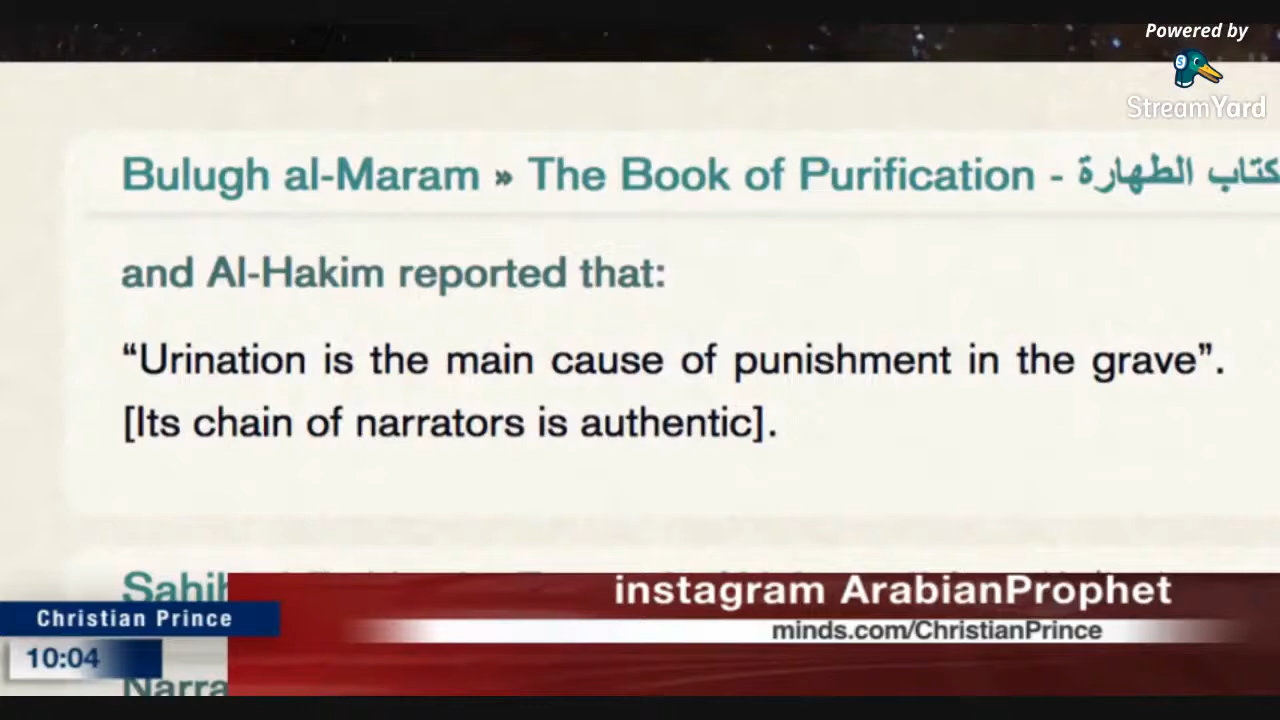 Powered by
StreamYard
Bulugh al-Maram » The Book of Purification - كتاب الطهارة
and Al-Hakim reported that:
“Urination is the main cause of punishment in the grave”.
[Its chain of narrators is authentic].
instagram ArabianProphet
Christian Prince
minds.com/ChristianPrince
10:04